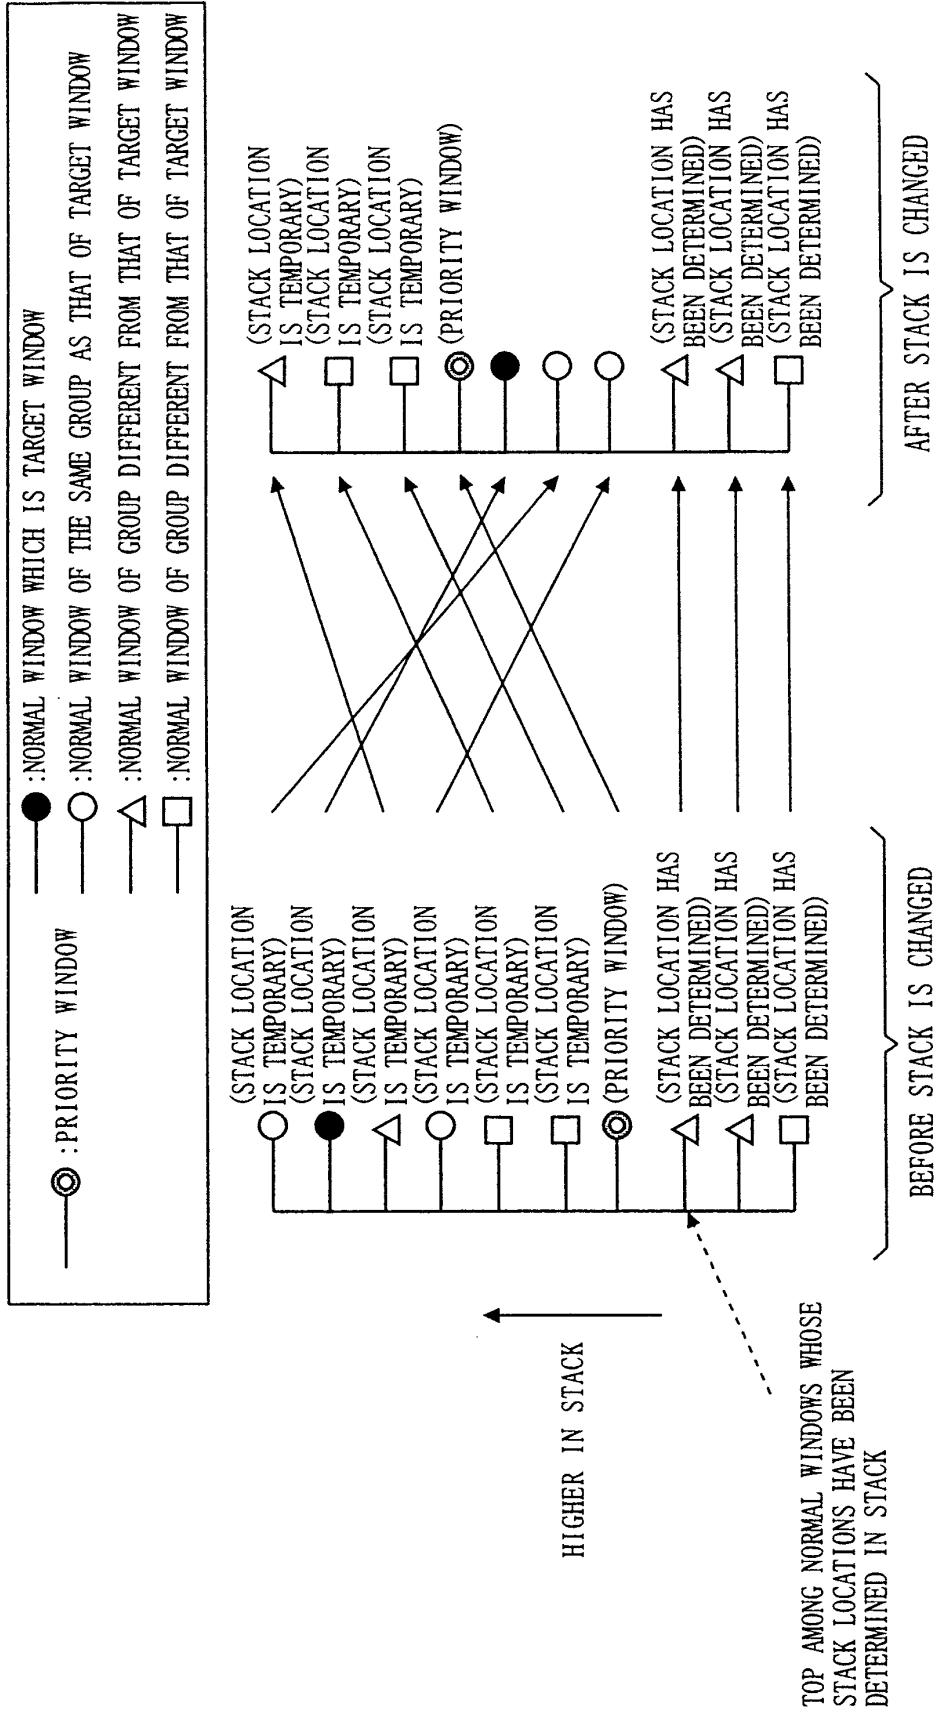 :PRIORITY WINDOW
:NORMAL WINDOW WHICH IS TARGET WINDOW
:NORMAL WINDOW OF THE SAME GROUP AS THAT OF TARGET WINDOW
:NORMAL WINDOW OF GROUP DIFFERENT FROM THAT OF TARGET WINDOW
:NORMAL WINDOW OF GROUP DIFFERENT FROM THAT OF TARGET WINDOW
HIGHER IN STACK
TOP AMONG NORMAL WINDOWS WHOSE
STACK LOCATIONS HAVE BEEN
DETERMINED IN STACK
(STACK LOCATION
IS TEMPORARY)
(STACK LOCATION
IS TEMPORARY)
(STACK LOCATION
IS TEMPORARY)
(STACK LOCATION
IS TEMPORARY)
(STACK LOCATION
IS TEMPORARY)
(STACK LOCATION
IS TEMPORARY)
(PRIORITY WINDOW)
(STACK LOCATION HAS
BEEN DETERMINED)
(STACK LOCATION HAS
BEEN DETERMINED)
(STACK LOCATION HAS
BEEN DETERMINED)
BEFORE STACK IS CHANGED
(STACK LOCATION
IS TEMPORARY)
(STACK LOCATION
IS TEMPORARY)
(STACK LOCATION
IS TEMPORARY)
(PRIORITY WINDOW)
(STACK LOCATION HAS
BEEN DETERMINED)
(STACK LOCATION HAS
BEEN DETERMINED)
(STACK LOCATION HAS
BEEN DETERMINED)
AFTER STACK IS CHANGED